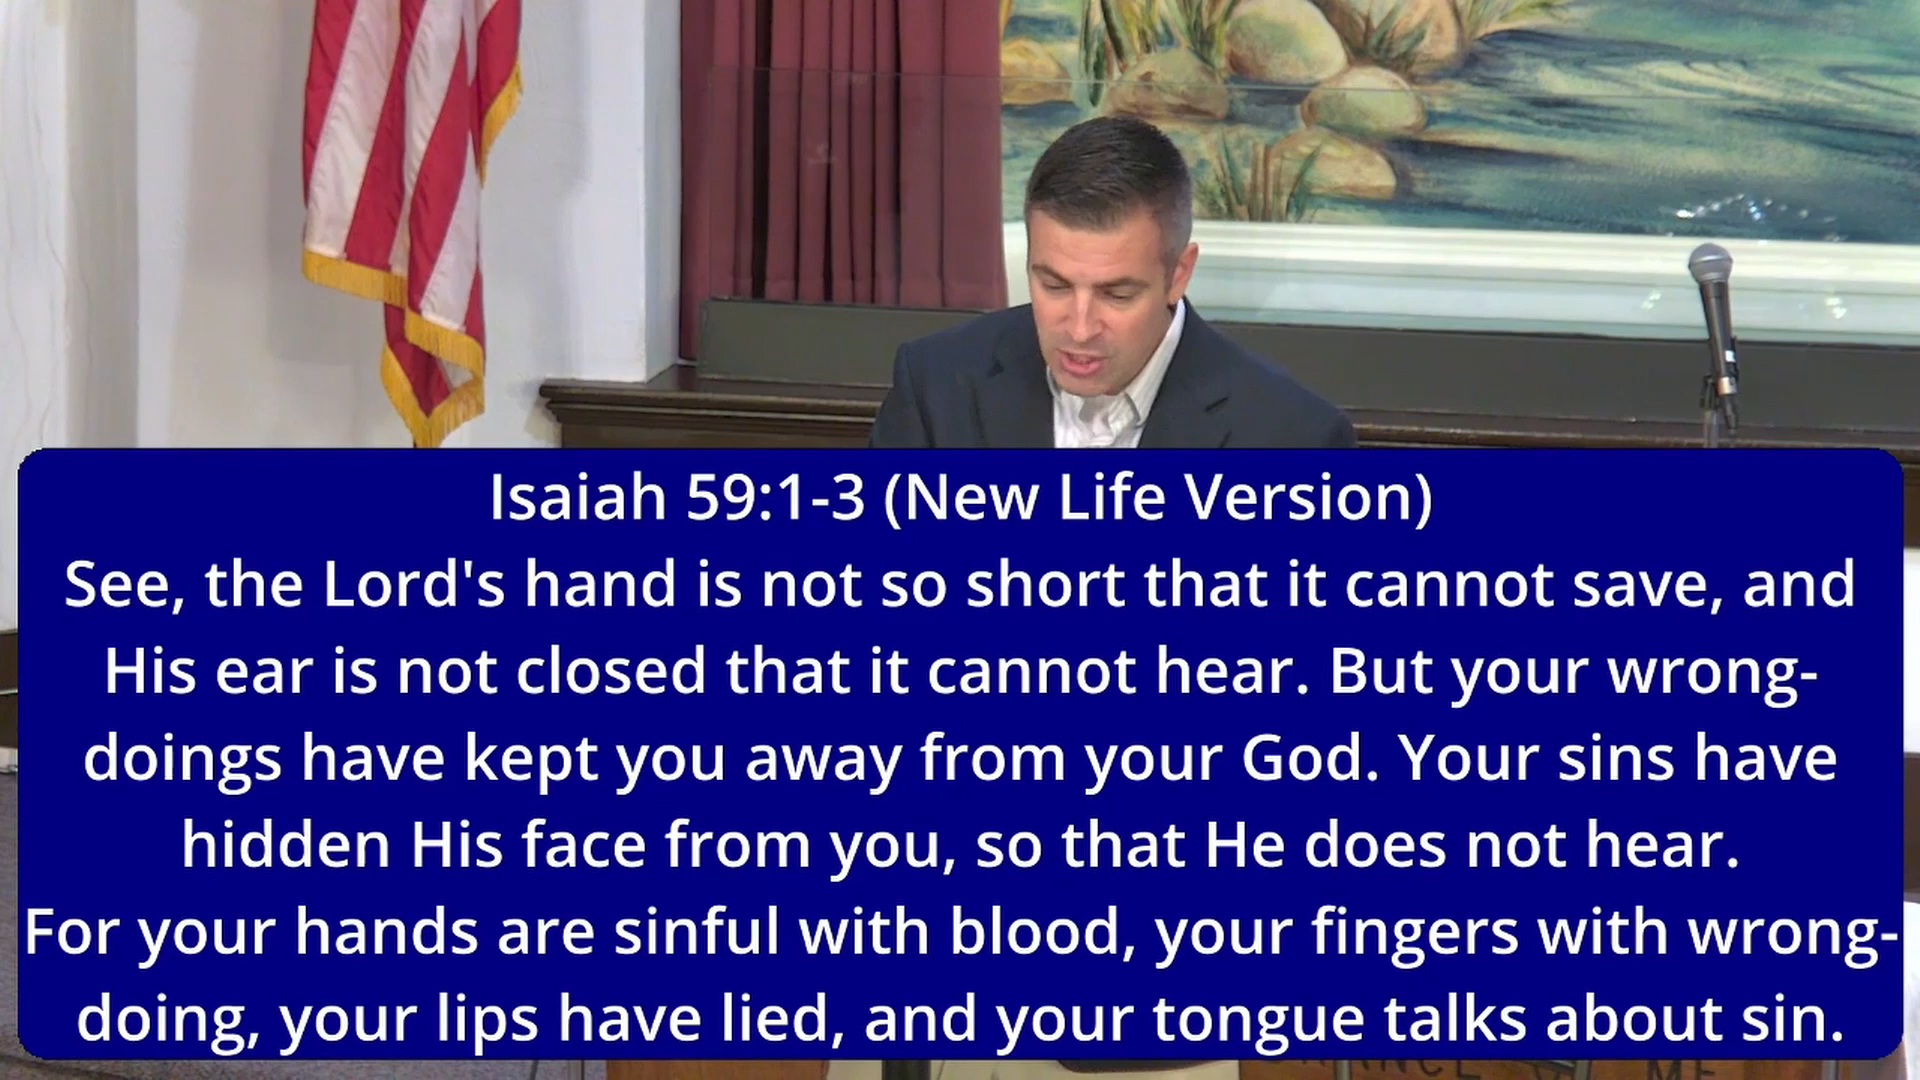 Isaiah 59:1-3 (New Life Version)
See, the Lord's hand is not so short that it cannot save, and
His ear is not closed that it cannot hear. But your wrong-
doings have kept you away from your God. Your sins have
hidden His face from you, so that He does not hear.
For your hands are sinful with blood, your fingers with wrong-
doing, your lips have lied, and your tongue talks about sin.
ME